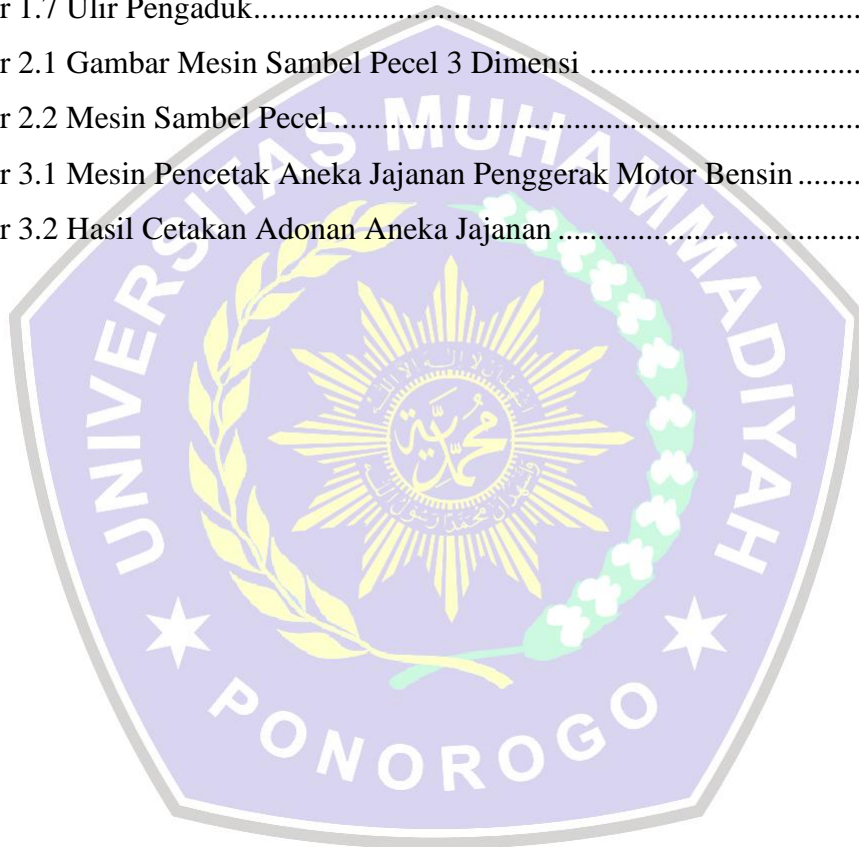 r 1.7 Ulir Pengaduk...............................................................................
r 2.1 Gambar Mesin Sambel Pecel 3 Dimensi ..................................
r 2.2 Mesin Sambel Pecel ..................................................................
r 3.1 Mesin Pencetak Aneka Jajanan Penggerak Motor Bensin ........
r 3.2 Hasil Cetakan Adonan Aneka Jajanan ......................................
UNIVERSITAS MUHAMMADIYAH
محمدية
PONOROGO